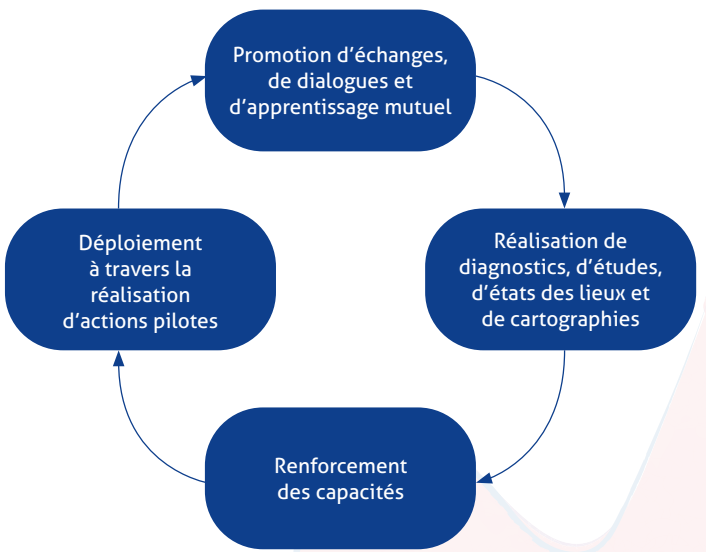 Promotion d’échanges,
de dialogues et
d’apprentissage mutuel
Réalisation de
diagnostics, d’études,
d’états des lieux et
de cartographies
Renforcement
des capacités
Déploiement
à travers la
réalisation
d’actions pilotes